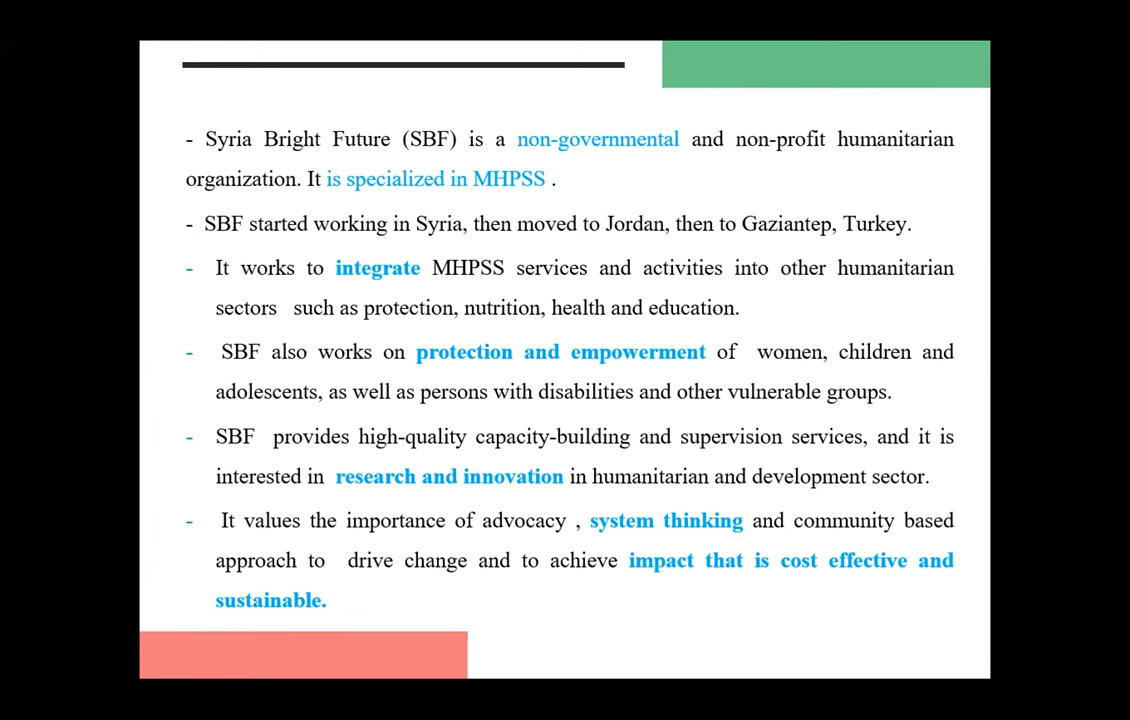 - Syria Bright Future (SBF) is a non-governmental and non-profit humanitarian
organization. It is specialized in MHPSS .
- SBF started working in Syria, then moved to Jordan, then to Gaziantep, Turkey.
- It works to integrate MHPSS services and activities into other humanitarian
sectors such as protection, nutrition, health and education.
- SBF also works on protection and empowerment of women, children and
adolescents, as well as persons with disabilities and other vulnerable groups.
- SBF provides high-quality capacity-building and supervision services, and it is
interested in research and innovation in humanitarian and development sector.
- It values the importance of advocacy , system thinking and community based
approach to drive change and to achieve impact that is cost effective and
sustainable.